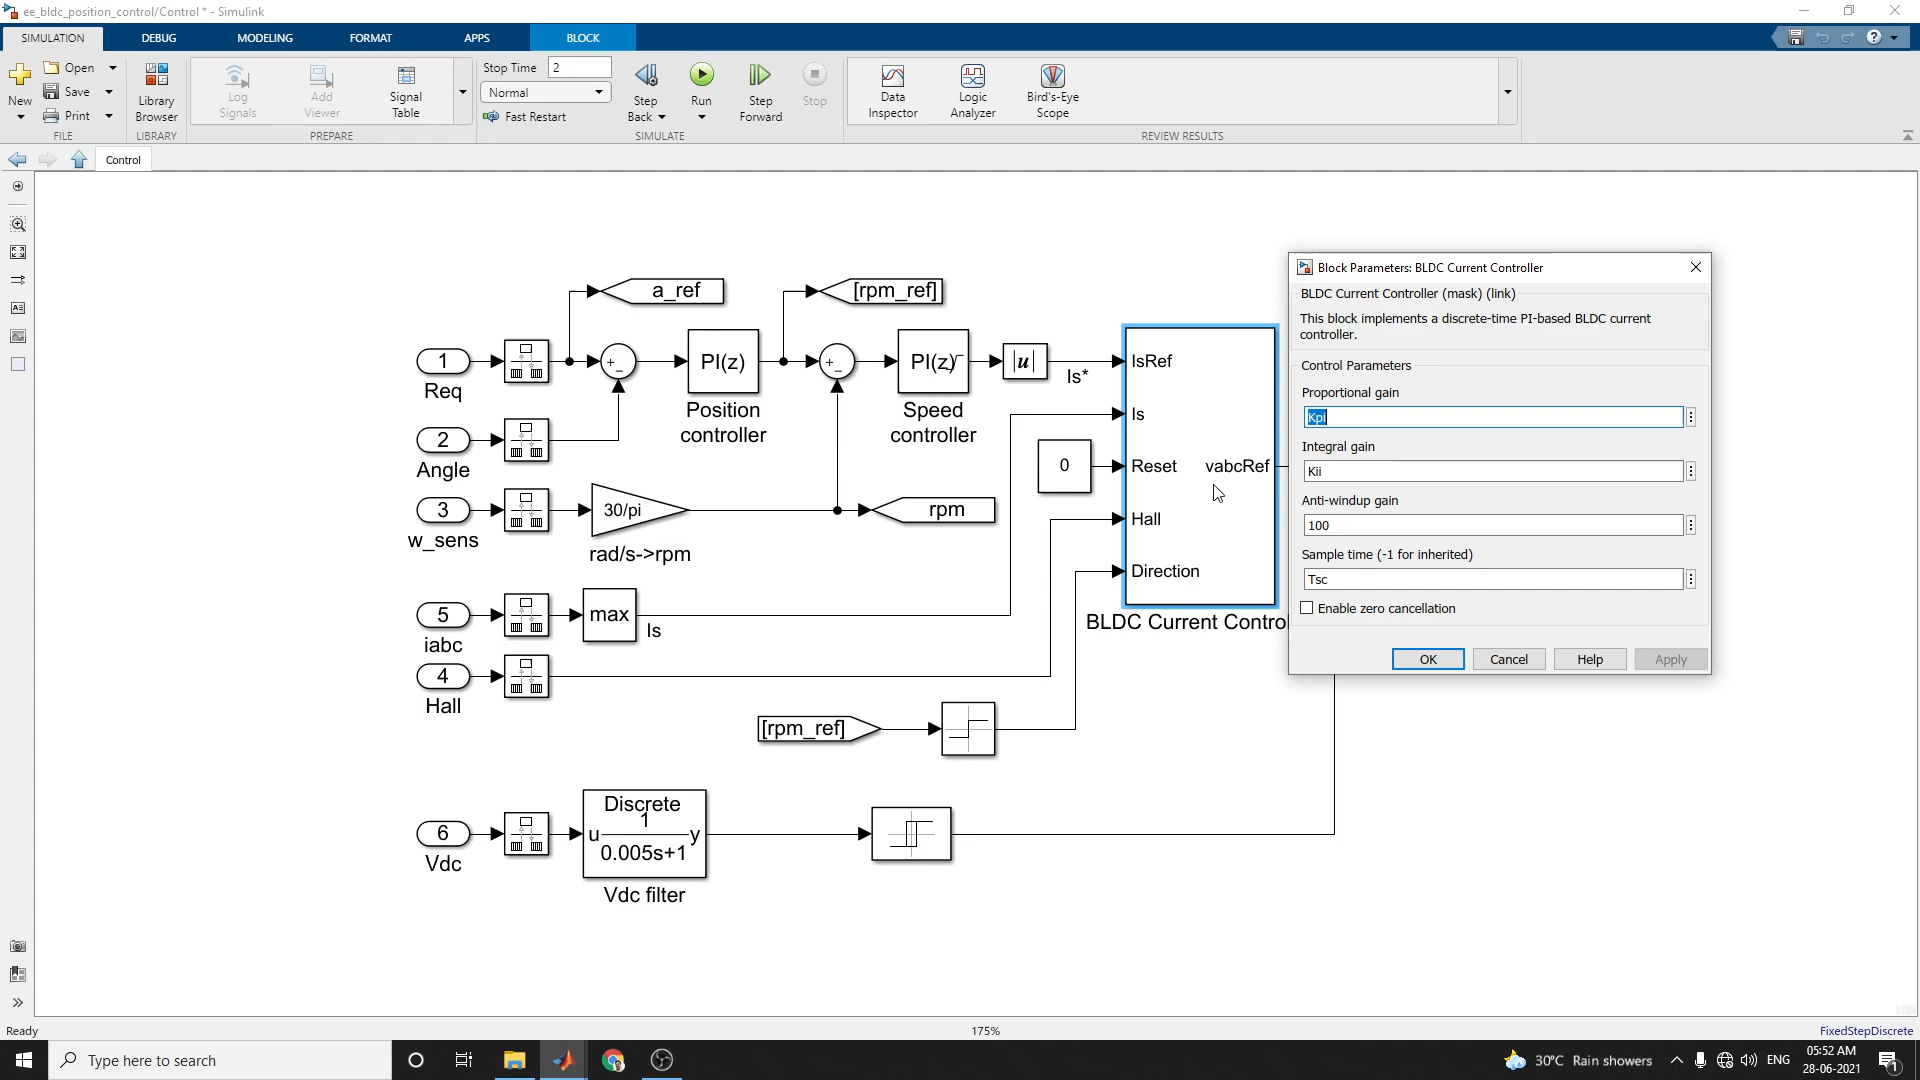 ee_bldc_position_control/Control * - Simulink
SIMULATION
DEBUG
MODELING
FORMAT
APPS
BLOCK
New
Open
Save
Print
FILE
Library
Browser
LIBRARY
Log
Signals
Add
Viewer
Signal
Table
PREPARE
Stop Time 2
Normal
Fast Restart
Step
Back
Run
Step
Forward
Stop
SIMULATE
Data
Inspector
Logic
Analyzer
Bird's-Eye
Scope
REVIEW RESULTS
Control
a_ref
[rpm_ref]
1
Req
PI(z)
Position
controller
PI(z)
Speed
controller
|u|
Is*
IsRef
Is
Reset
vabcRef
Hall
Direction
BLDC Current Control
0
2
Angle
3
w_sens
30/pi
rad/s->rpm
rpm
5
iabc
max
Is
4
Hall
[rpm_ref]
6
Vdc
Discrete
1
u
y
0.005s+1
Vdc filter
Block Parameters: BLDC Current Controller
BLDC Current Controller (mask) (link)
This block implements a discrete-time PI-based BLDC current
controller.
Control Parameters
Proportional gain
Kpi
Integral gain
Kii
Anti-windup gain
100
Sample time (-1 for inherited)
Tsc
Enable zero cancellation
OK
Cancel
Help
Apply
Ready
175%
FixedStepDiscrete
Type here to search
30°C Rain showers
ENG
05:52 AM
28-06-2021
1